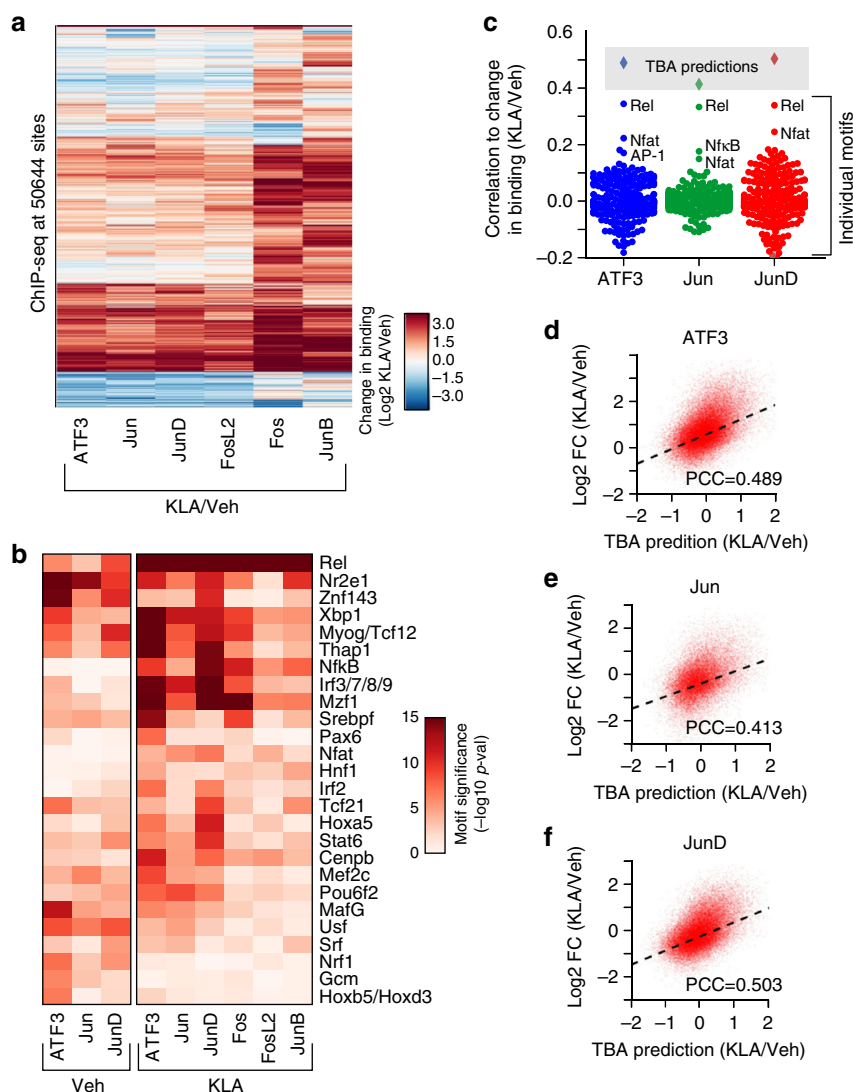 a
ChIP-seq at 50644 sites
ATF3
Jun
JunD
FosL2
Fos
JunB
KLA/Veh
Change in binding
(Log2 KLA/Veh)
3.0
1.5
0.0
−1.5
−3.0
b
Rel
Nr2e1
Znf143
Xbp1
Myog/Tcf12
Thap1
NfkB
Irf3/7/8/9
Mzf1
Srebpf
Pax6
Nfat
Hnf1
Irf2
Tcf21
Hoxa5
Stat6
Cenpb
Mef2c
Pou6f2
MafG
Usf
Srf
Nrf1
Gcm
Hoxb5/Hoxd3
ATF3
Jun
JunD
ATF3
Jun
JunD
Fos
FosL2
JunB
Veh
KLA
15
10
5
0
Motif significance
(−log10 p-val)
c
Correlation to change
in binding (KLA/Veh)
0.6
0.4
0.2
0.0
−0.2
TBA predictions
Rel
Nfat
AP-1
Rel
NfκB
Nfat
Rel
Nfat
Individual motifs
ATF3
Jun
JunD
d
ATF3
Log2 FC (KLA/Veh)
2
0
−2
PCC=0.489
−2 −1 0 1 2
TBA predition (KLA/Veh)
e
Jun
Log2 FC (KLA/Veh)
2
0
−2
PCC=0.413
−2 −1 0 1 2
TBA prediction (KLA/Veh)
f
JunD
Log2 FC (KLA/Veh)
2
0
−2
PCC=0.503
−2 −1 0 1 2
TBA prediction (KLA/Veh)